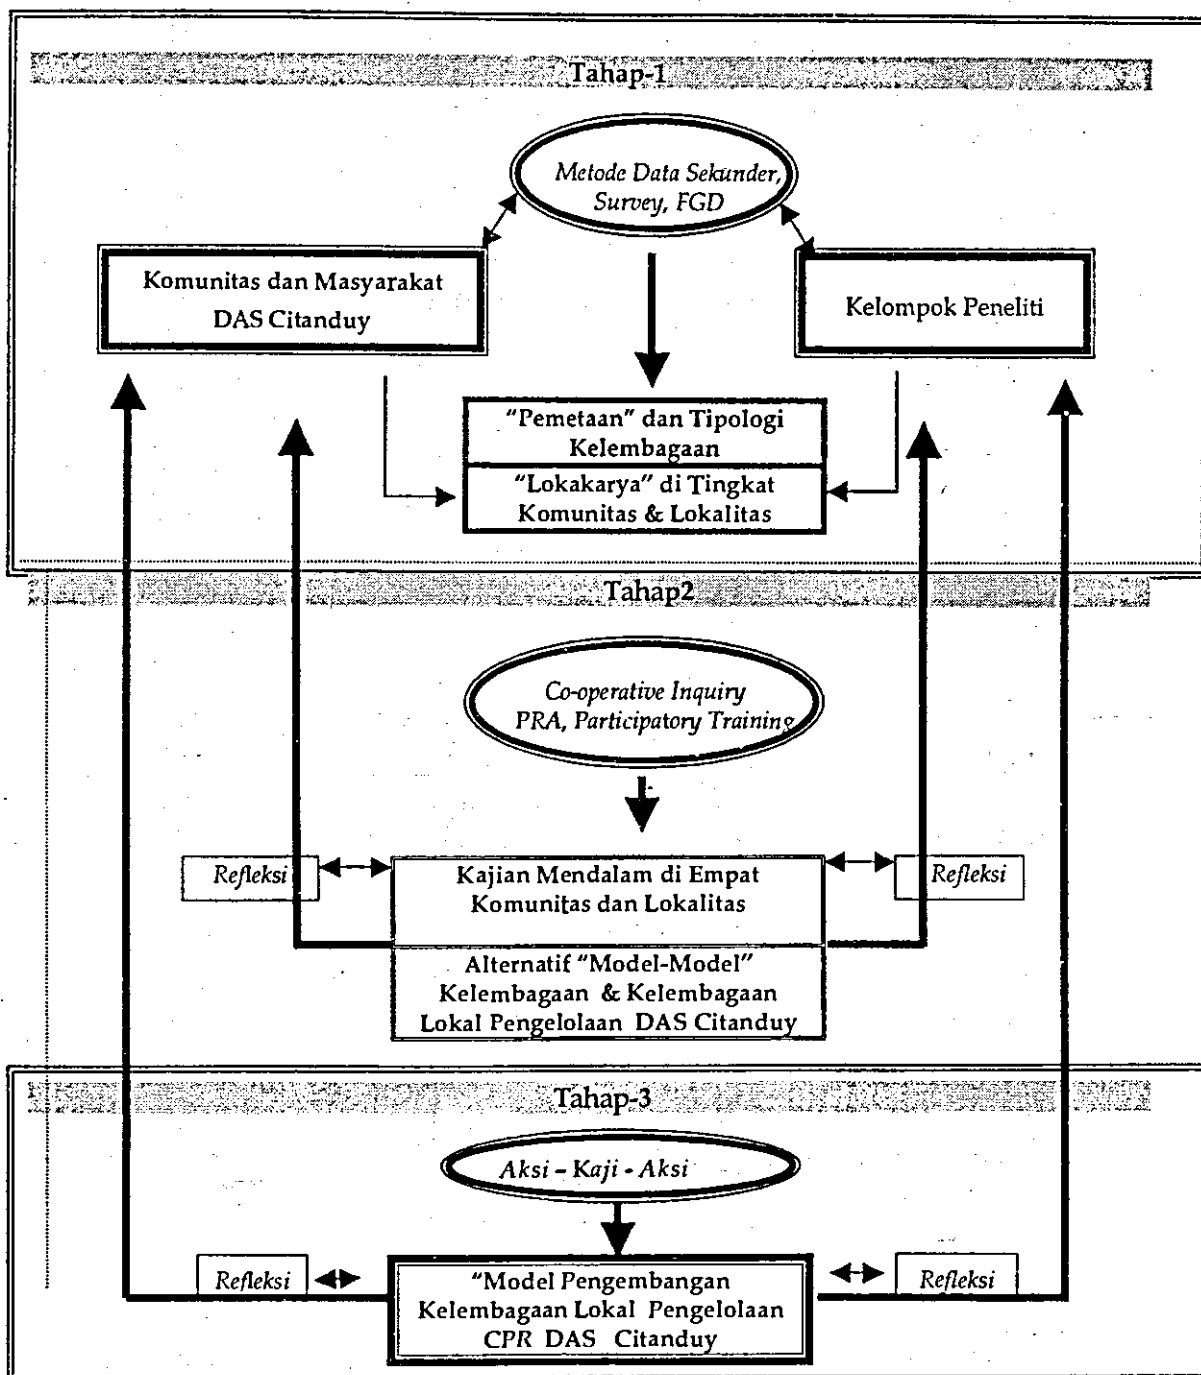 Tahap-1
Metode Data Sekunder,
Survey, FGD
Komunitas dan Masyarakat
DAS Citanduy
Kelompok Peneliti
"Pemetaan" dan Tipologi
Kelembagaan
"Lokakarya" di Tingkat
Komunitas & Lokalitas
Tahap2
Co-operative Inquiry
PRA, Participatory Training
Refleksi
Kajian Mendalam di Empat
Komunitas dan Lokalitas
Refleksi
Alternatif "Model-Model"
Kelembagaan & Kelembagaan
Lokal Pengelolaan DAS Citanduy
Tahap-3
Aksi – Kaji - Aksi
Refleksi
"Model Pengembangan
Kelembagaan Lokal Pengelolaan
CPR DAS Citanduy
Refleksi